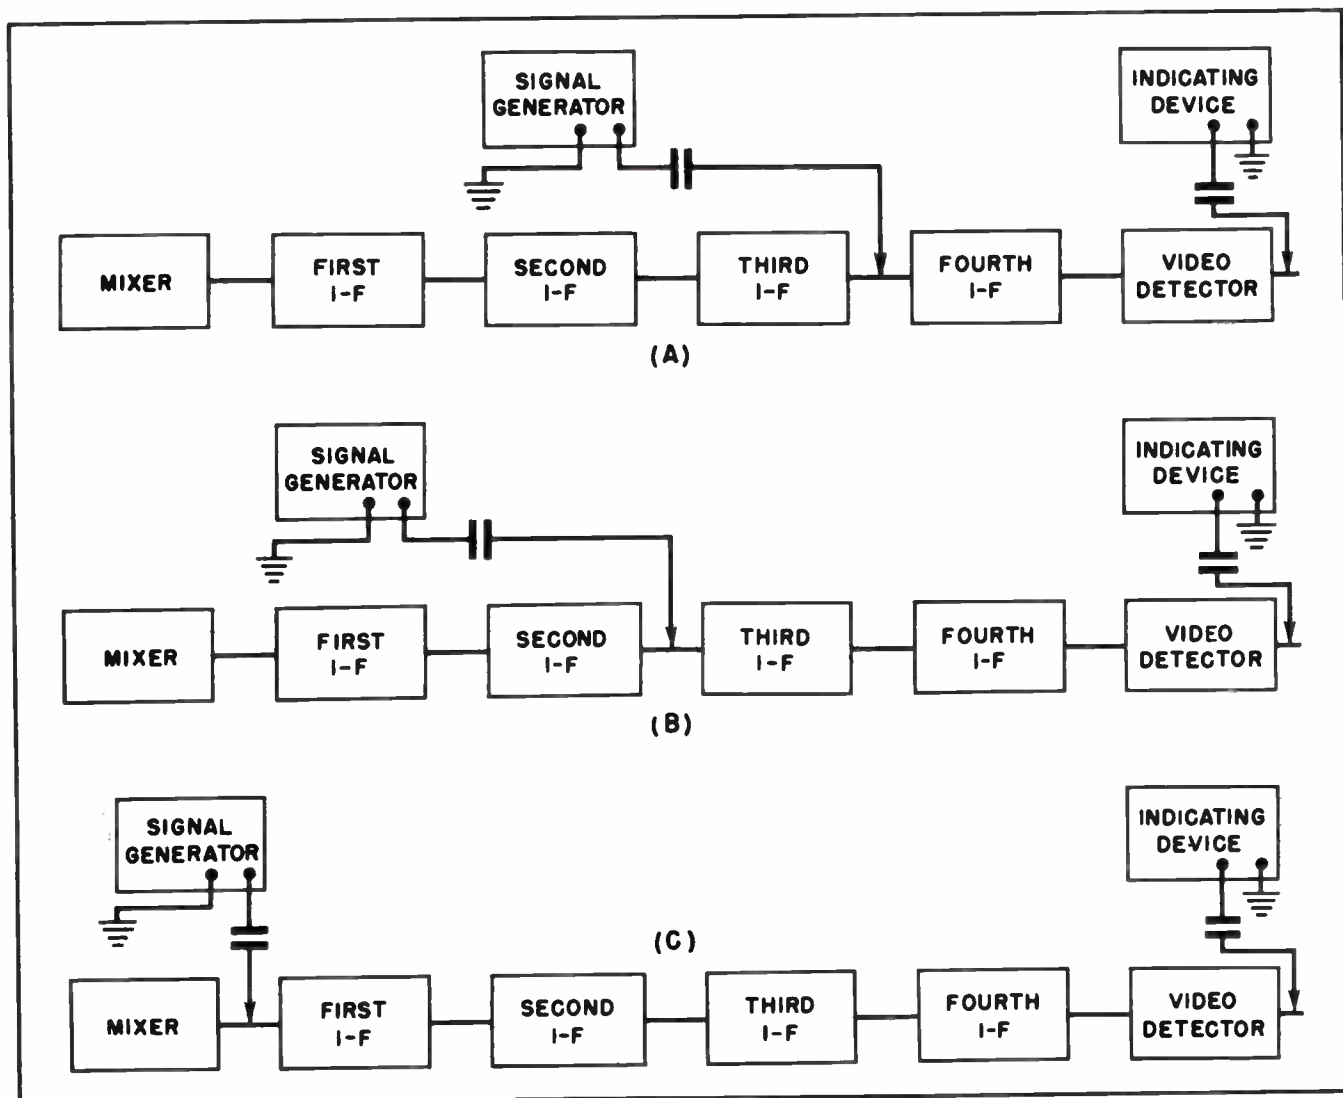 SIGNAL
GENERATOR
INDICATING
DEVICE
MIXER
FIRST
I-F
SECOND
I-F
THIRD
I-F
FOURTH
I-F
VIDEO
DETECTOR
(A)
SIGNAL
GENERATOR
INDICATING
DEVICE
MIXER
FIRST
I-F
SECOND
I-F
THIRD
I-F
FOURTH
I-F
VIDEO
DETECTOR
(B)
SIGNAL
GENERATOR
INDICATING
DEVICE
(C)
MIXER
FIRST
I-F
SECOND
I-F
THIRD
I-F
FOURTH
I-F
VIDEO
DETECTOR